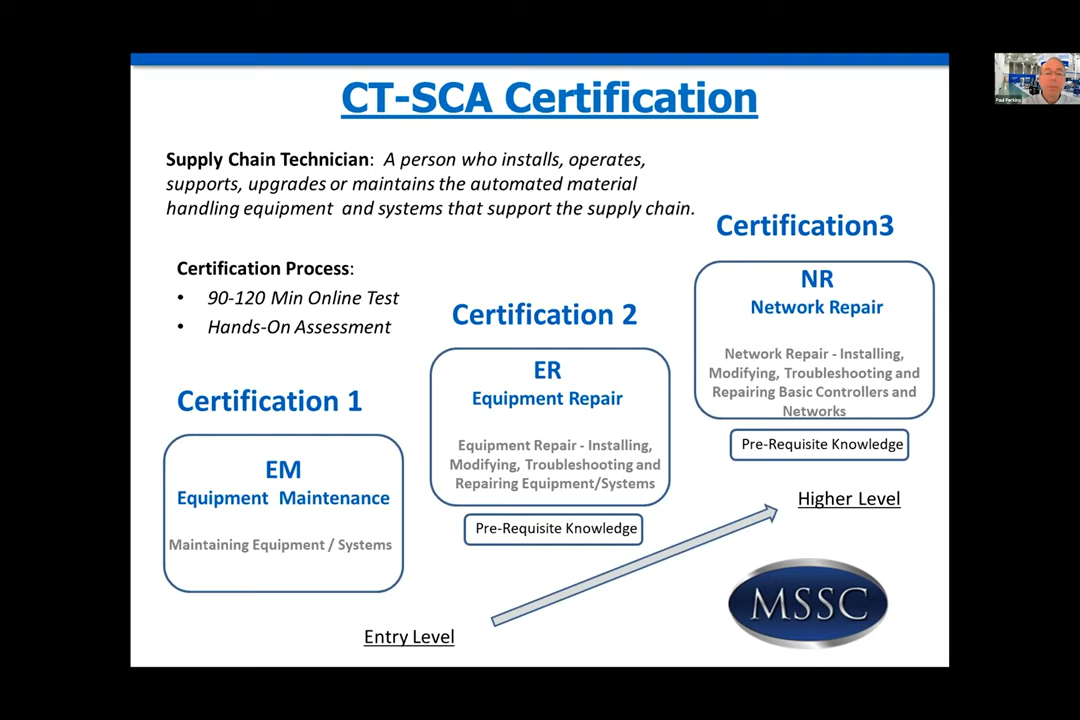 CT-SCA Certification
Supply Chain Technician: A person who installs, operates,
supports, upgrades or maintains the automated material
handling equipment and systems that support the supply chain.
Certification Process:
• 90-120 Min Online Test
• Hands-On Assessment
Certification 1
EM
Equipment Maintenance
Maintaining Equipment / Systems
Certification 2
ER
Equipment Repair
Equipment Repair - Installing,
Modifying, Troubleshooting and
Repairing Equipment/Systems
Pre-Requisite Knowledge
Certification3
NR
Network Repair
Network Repair - Installing,
Modifying, Troubleshooting and
Repairing Basic Controllers and
Networks
Pre-Requisite Knowledge
Higher Level
Entry Level
MSSC
Paul Perkins